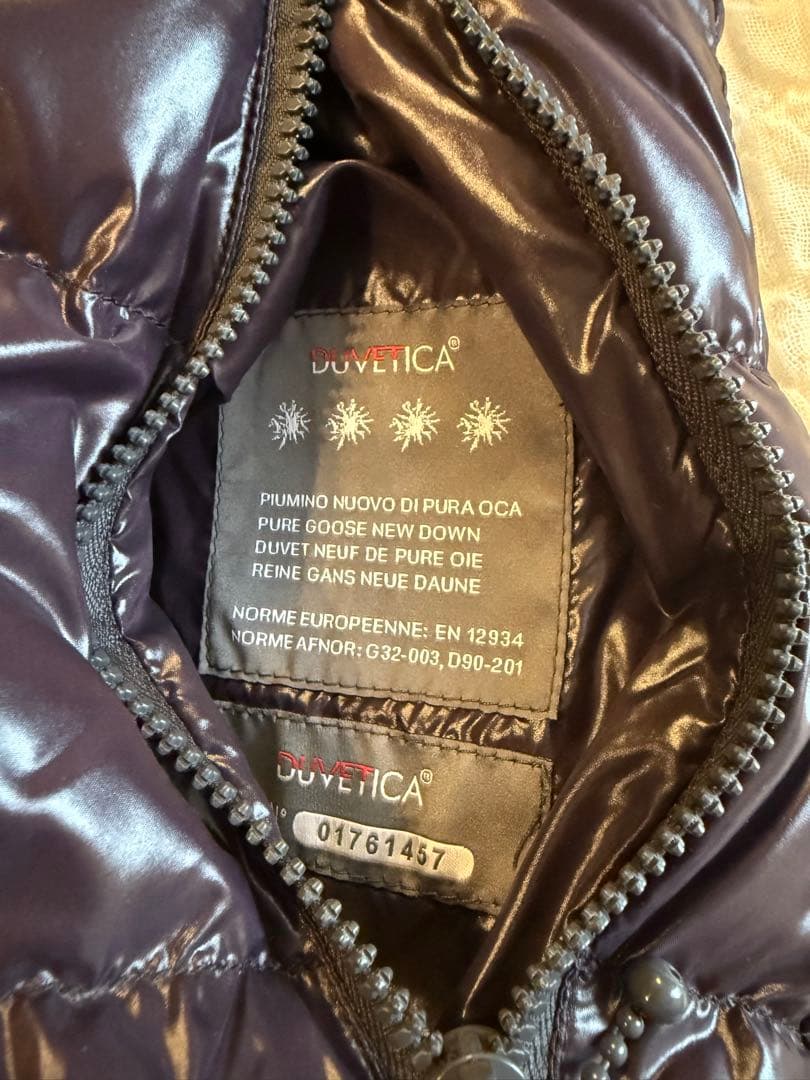 DUVETICA®
PIUMINO NUOVO DI PURA OCA
PURE GOOSE NEW DOWN
DUVET NEUF DE PURE OIE
REINE GANS NEUE DAUNE
NORME EUROPEENNE: EN 12934
NORME AFNOR: G32-003, D90-201
DUVETICA®
N° 01761457